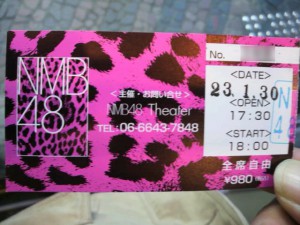 NMB
48
<主催・お問い合せ>
NMB48 Theater
TEL:06-6643-7848
No.
<DATE>
23.1.30
<OPEN>
17:30
<START>
18:00
全席自由
¥980
N
4